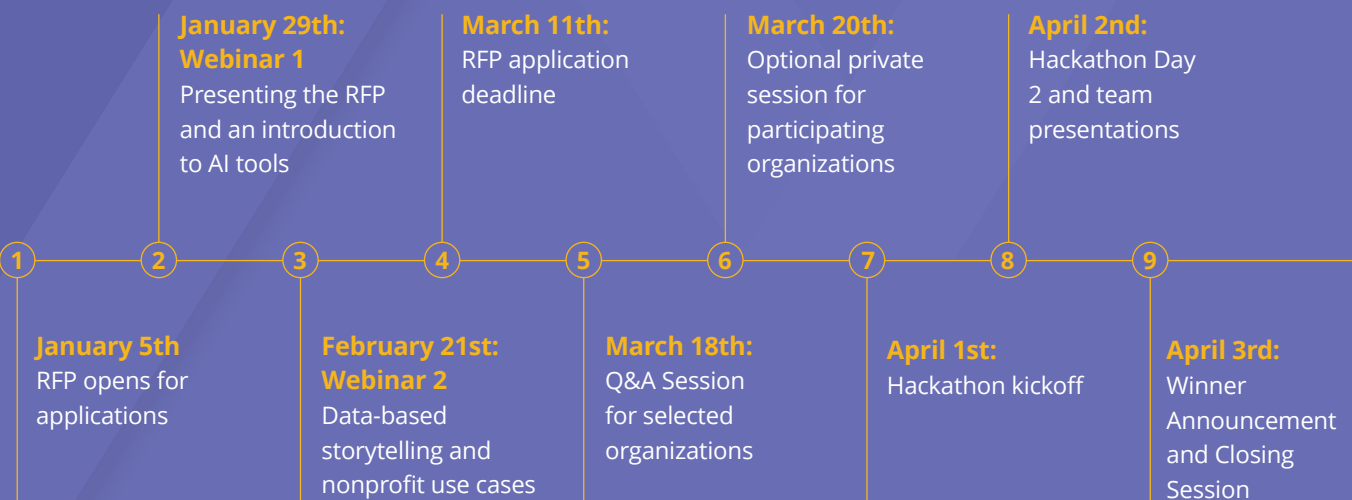 January 29th:
Webinar 1
Presenting the RFP
and an introduction
to AI tools
March 11th:
RFP application
deadline
March 20th:
Optional private
session for
participating
organizations
April 2nd:
Hackathon Day
2 and team
presentations
1
2
3
4
5
6
7
8
9
January 5th
RFP opens for
applications
February 21st:
Webinar 2
Data-based
storytelling and
nonprofit use cases
March 18th:
Q&A Session
for selected
organizations
April 1st:
Hackathon kickoff
April 3rd:
Winner
Announcement
and Closing
Session